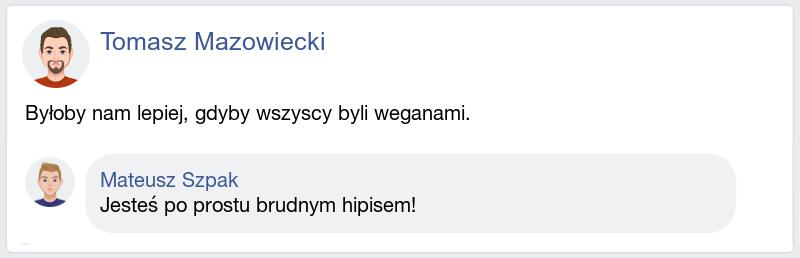 Tomasz Mazowiecki
Byłoby nam lepiej, gdyby wszyscy byli weganami.
Mateusz Szpak
Jesteś po prostu brudnym hipisem!